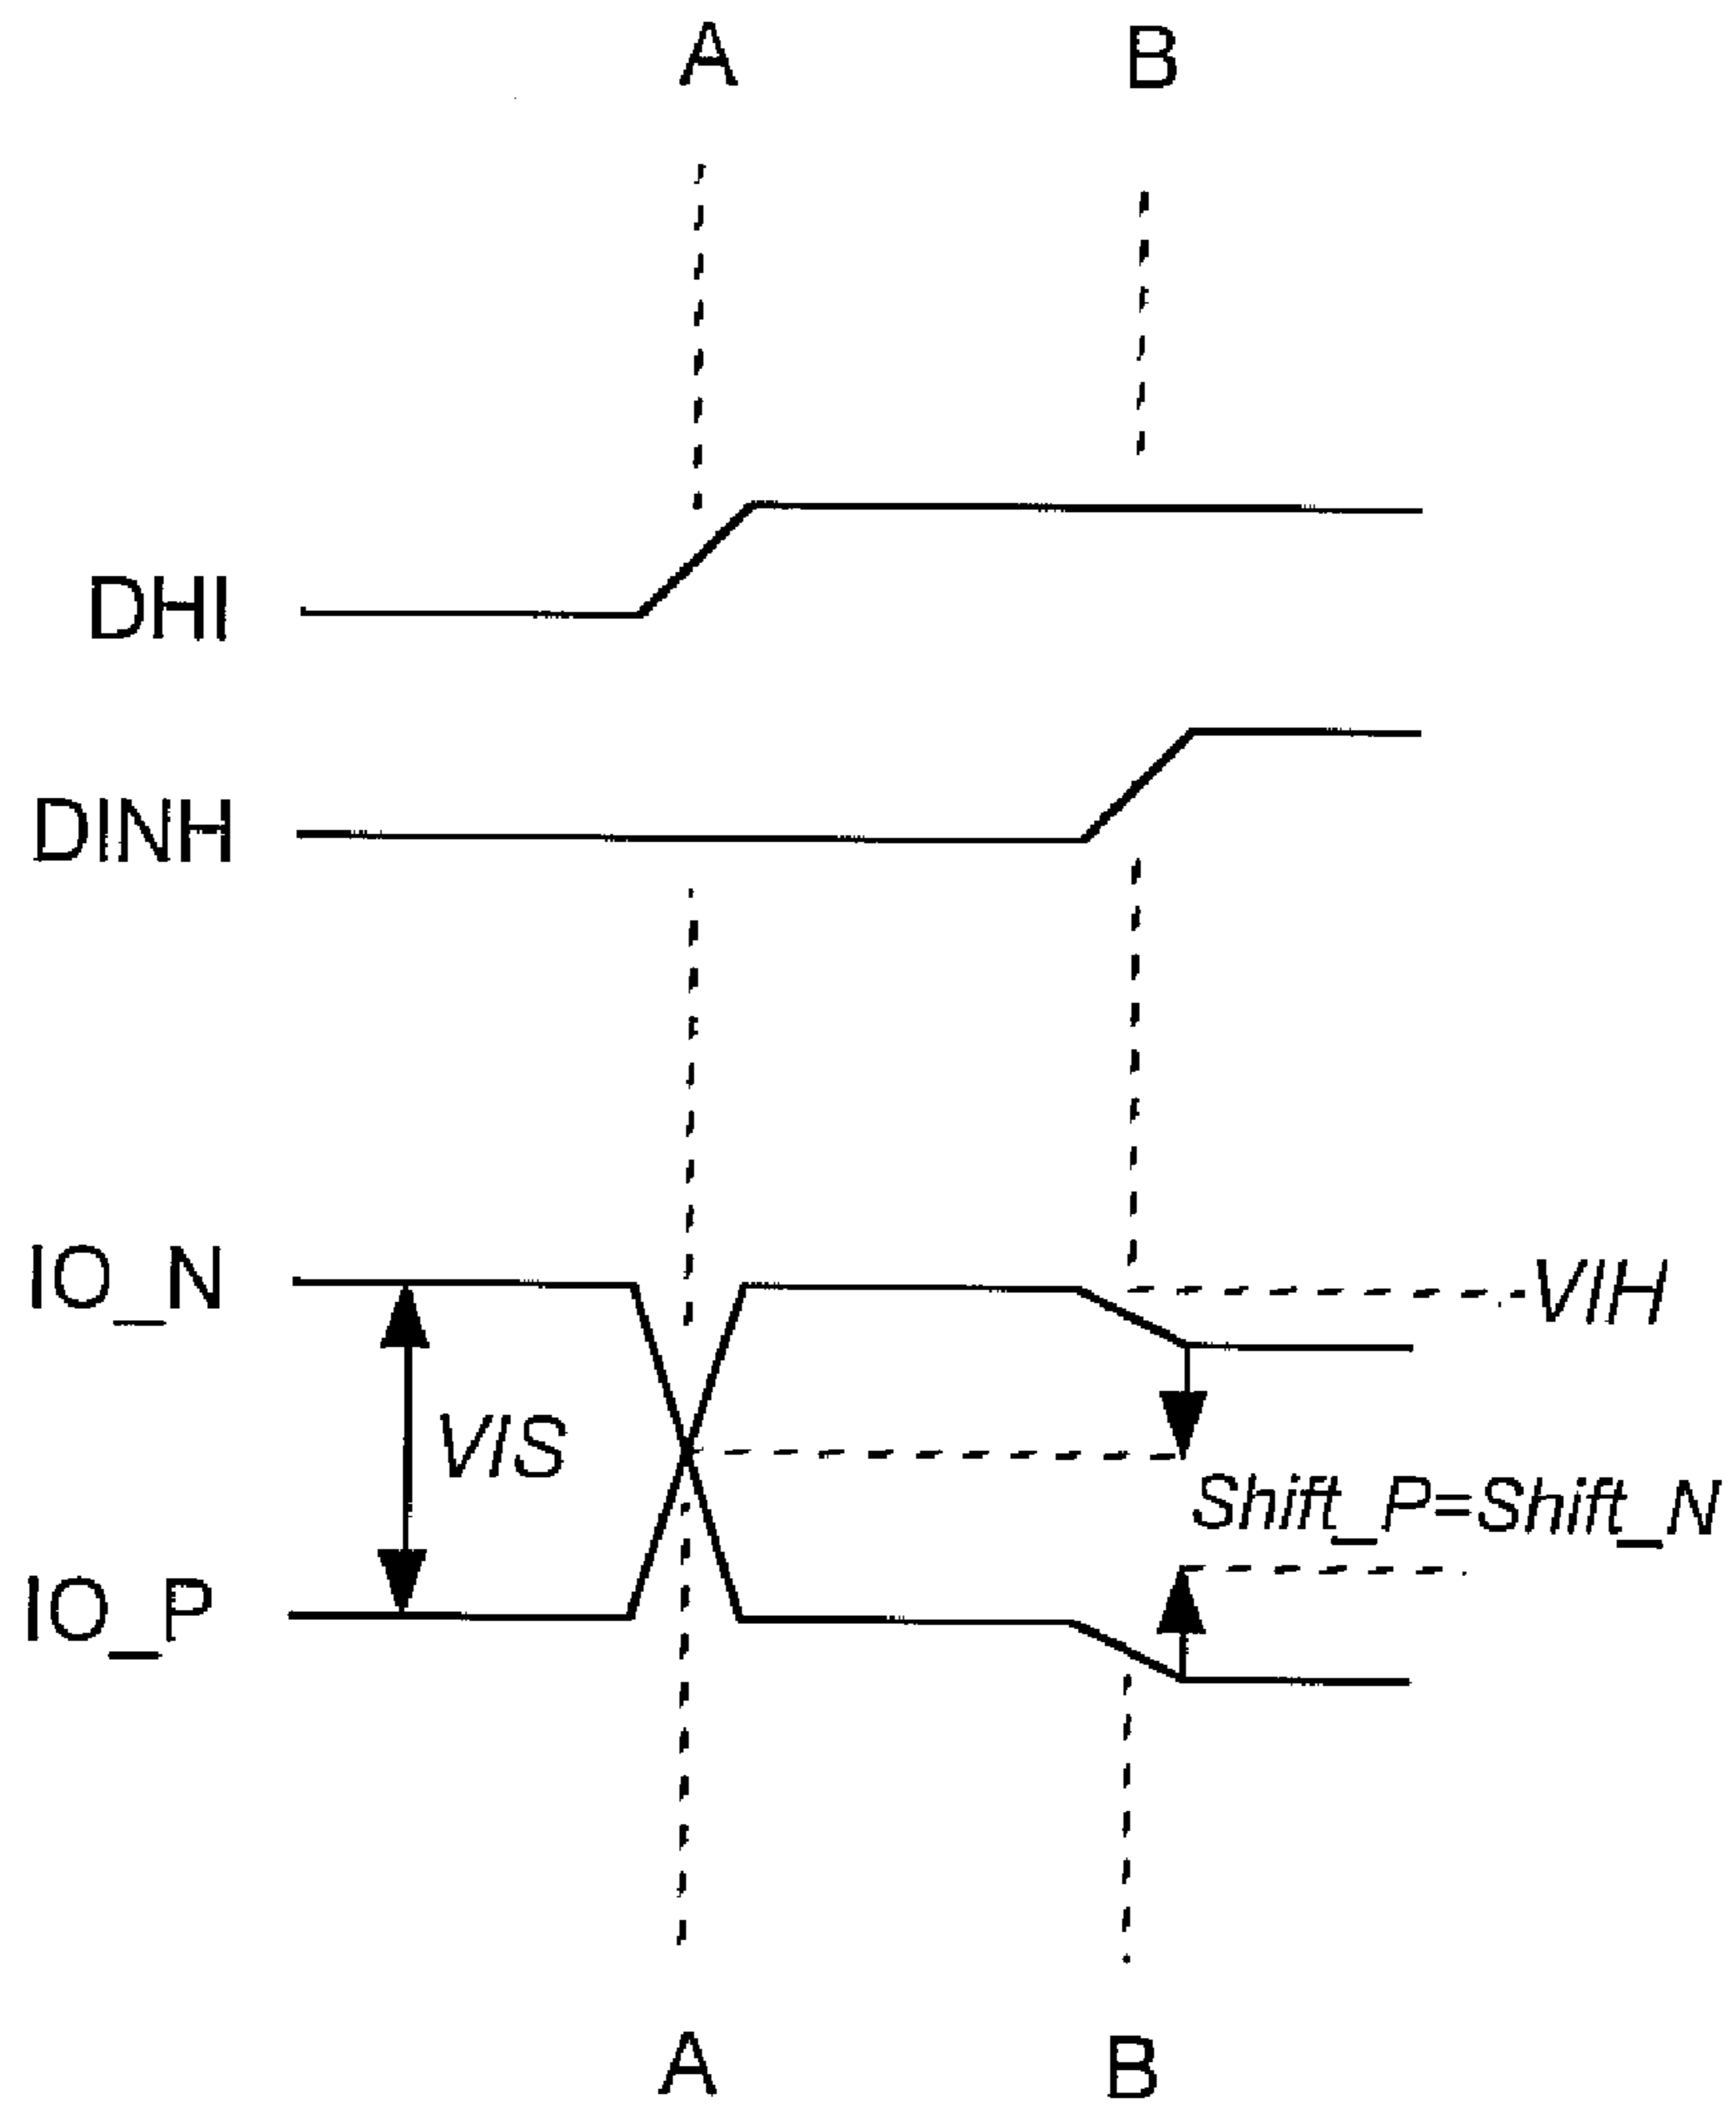 A B
DHI
DINH
IO_N
VIH
VIS
Shift_P=Shift_N
IO_P
A B